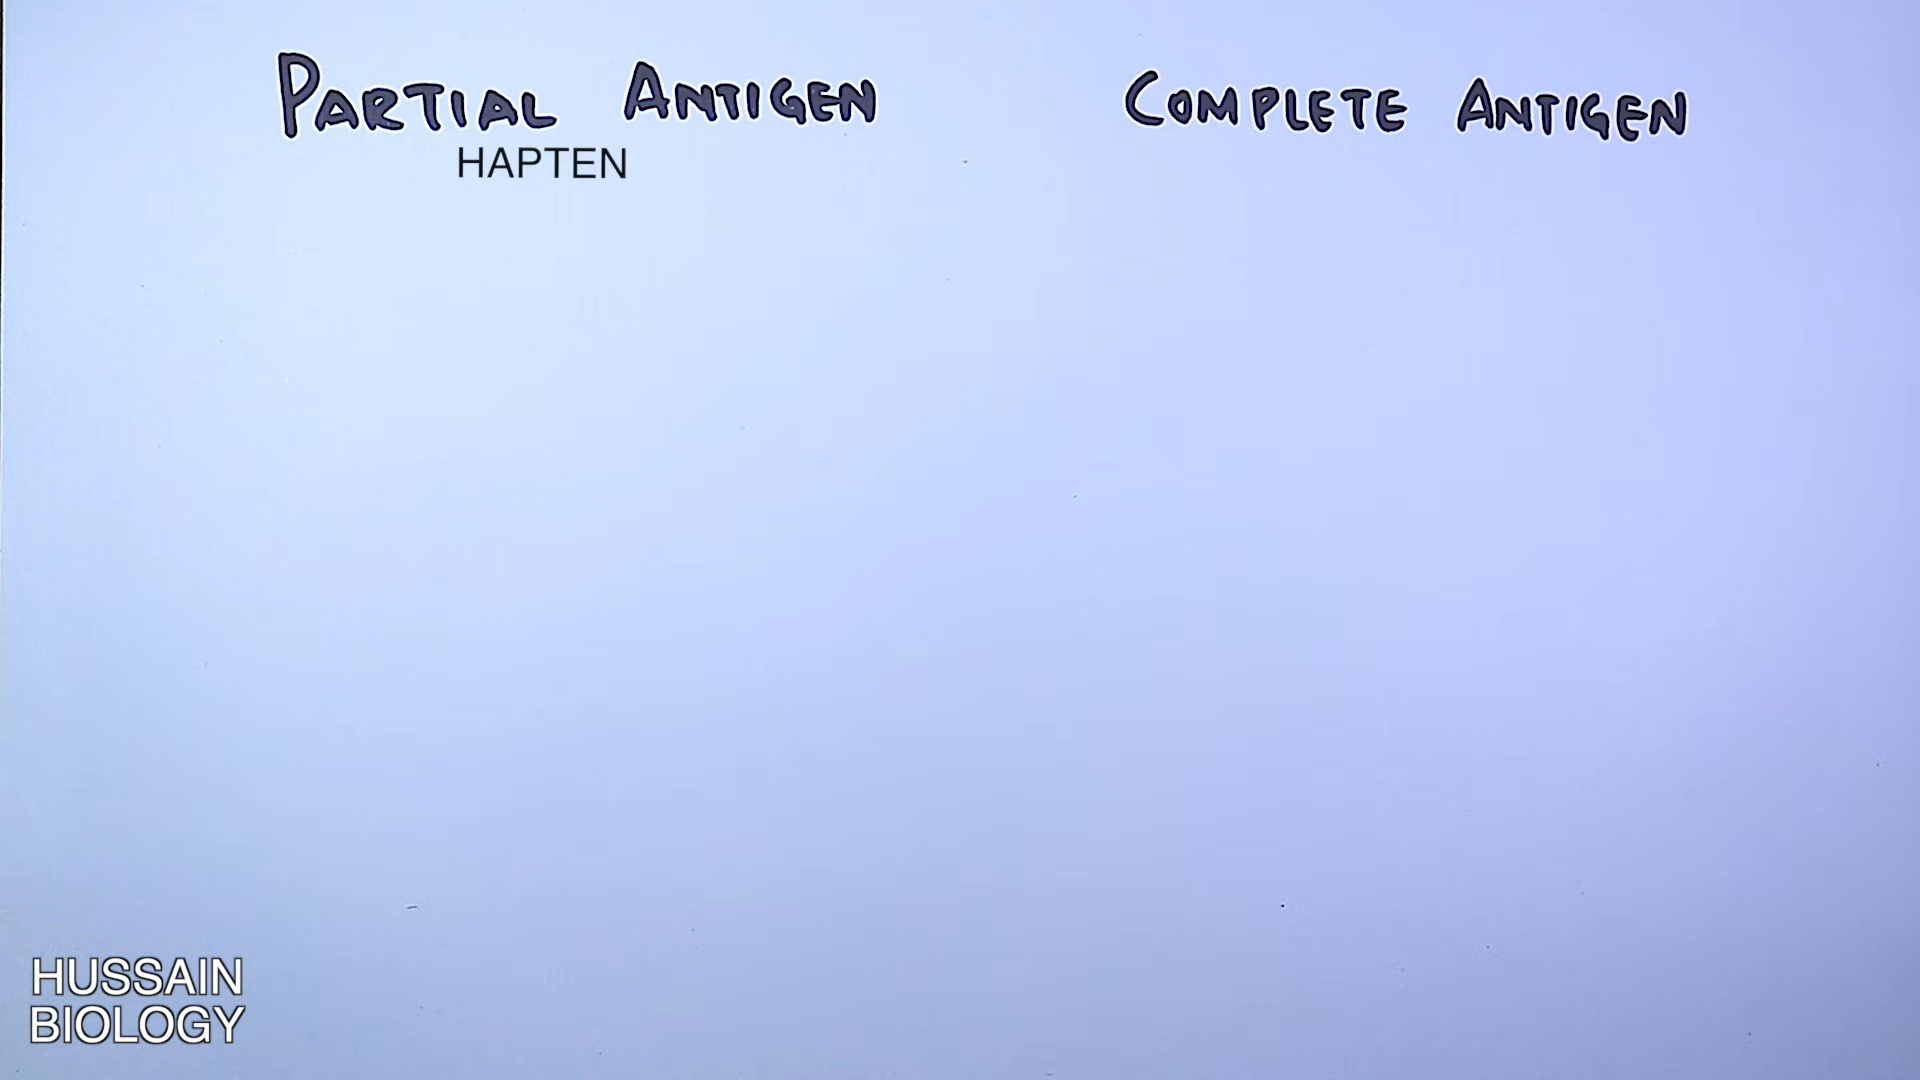 PARTIAL ANTIGEN
HAPTEN
COMPLETE ANTIGEN
HUSSAIN
BIOLOGY